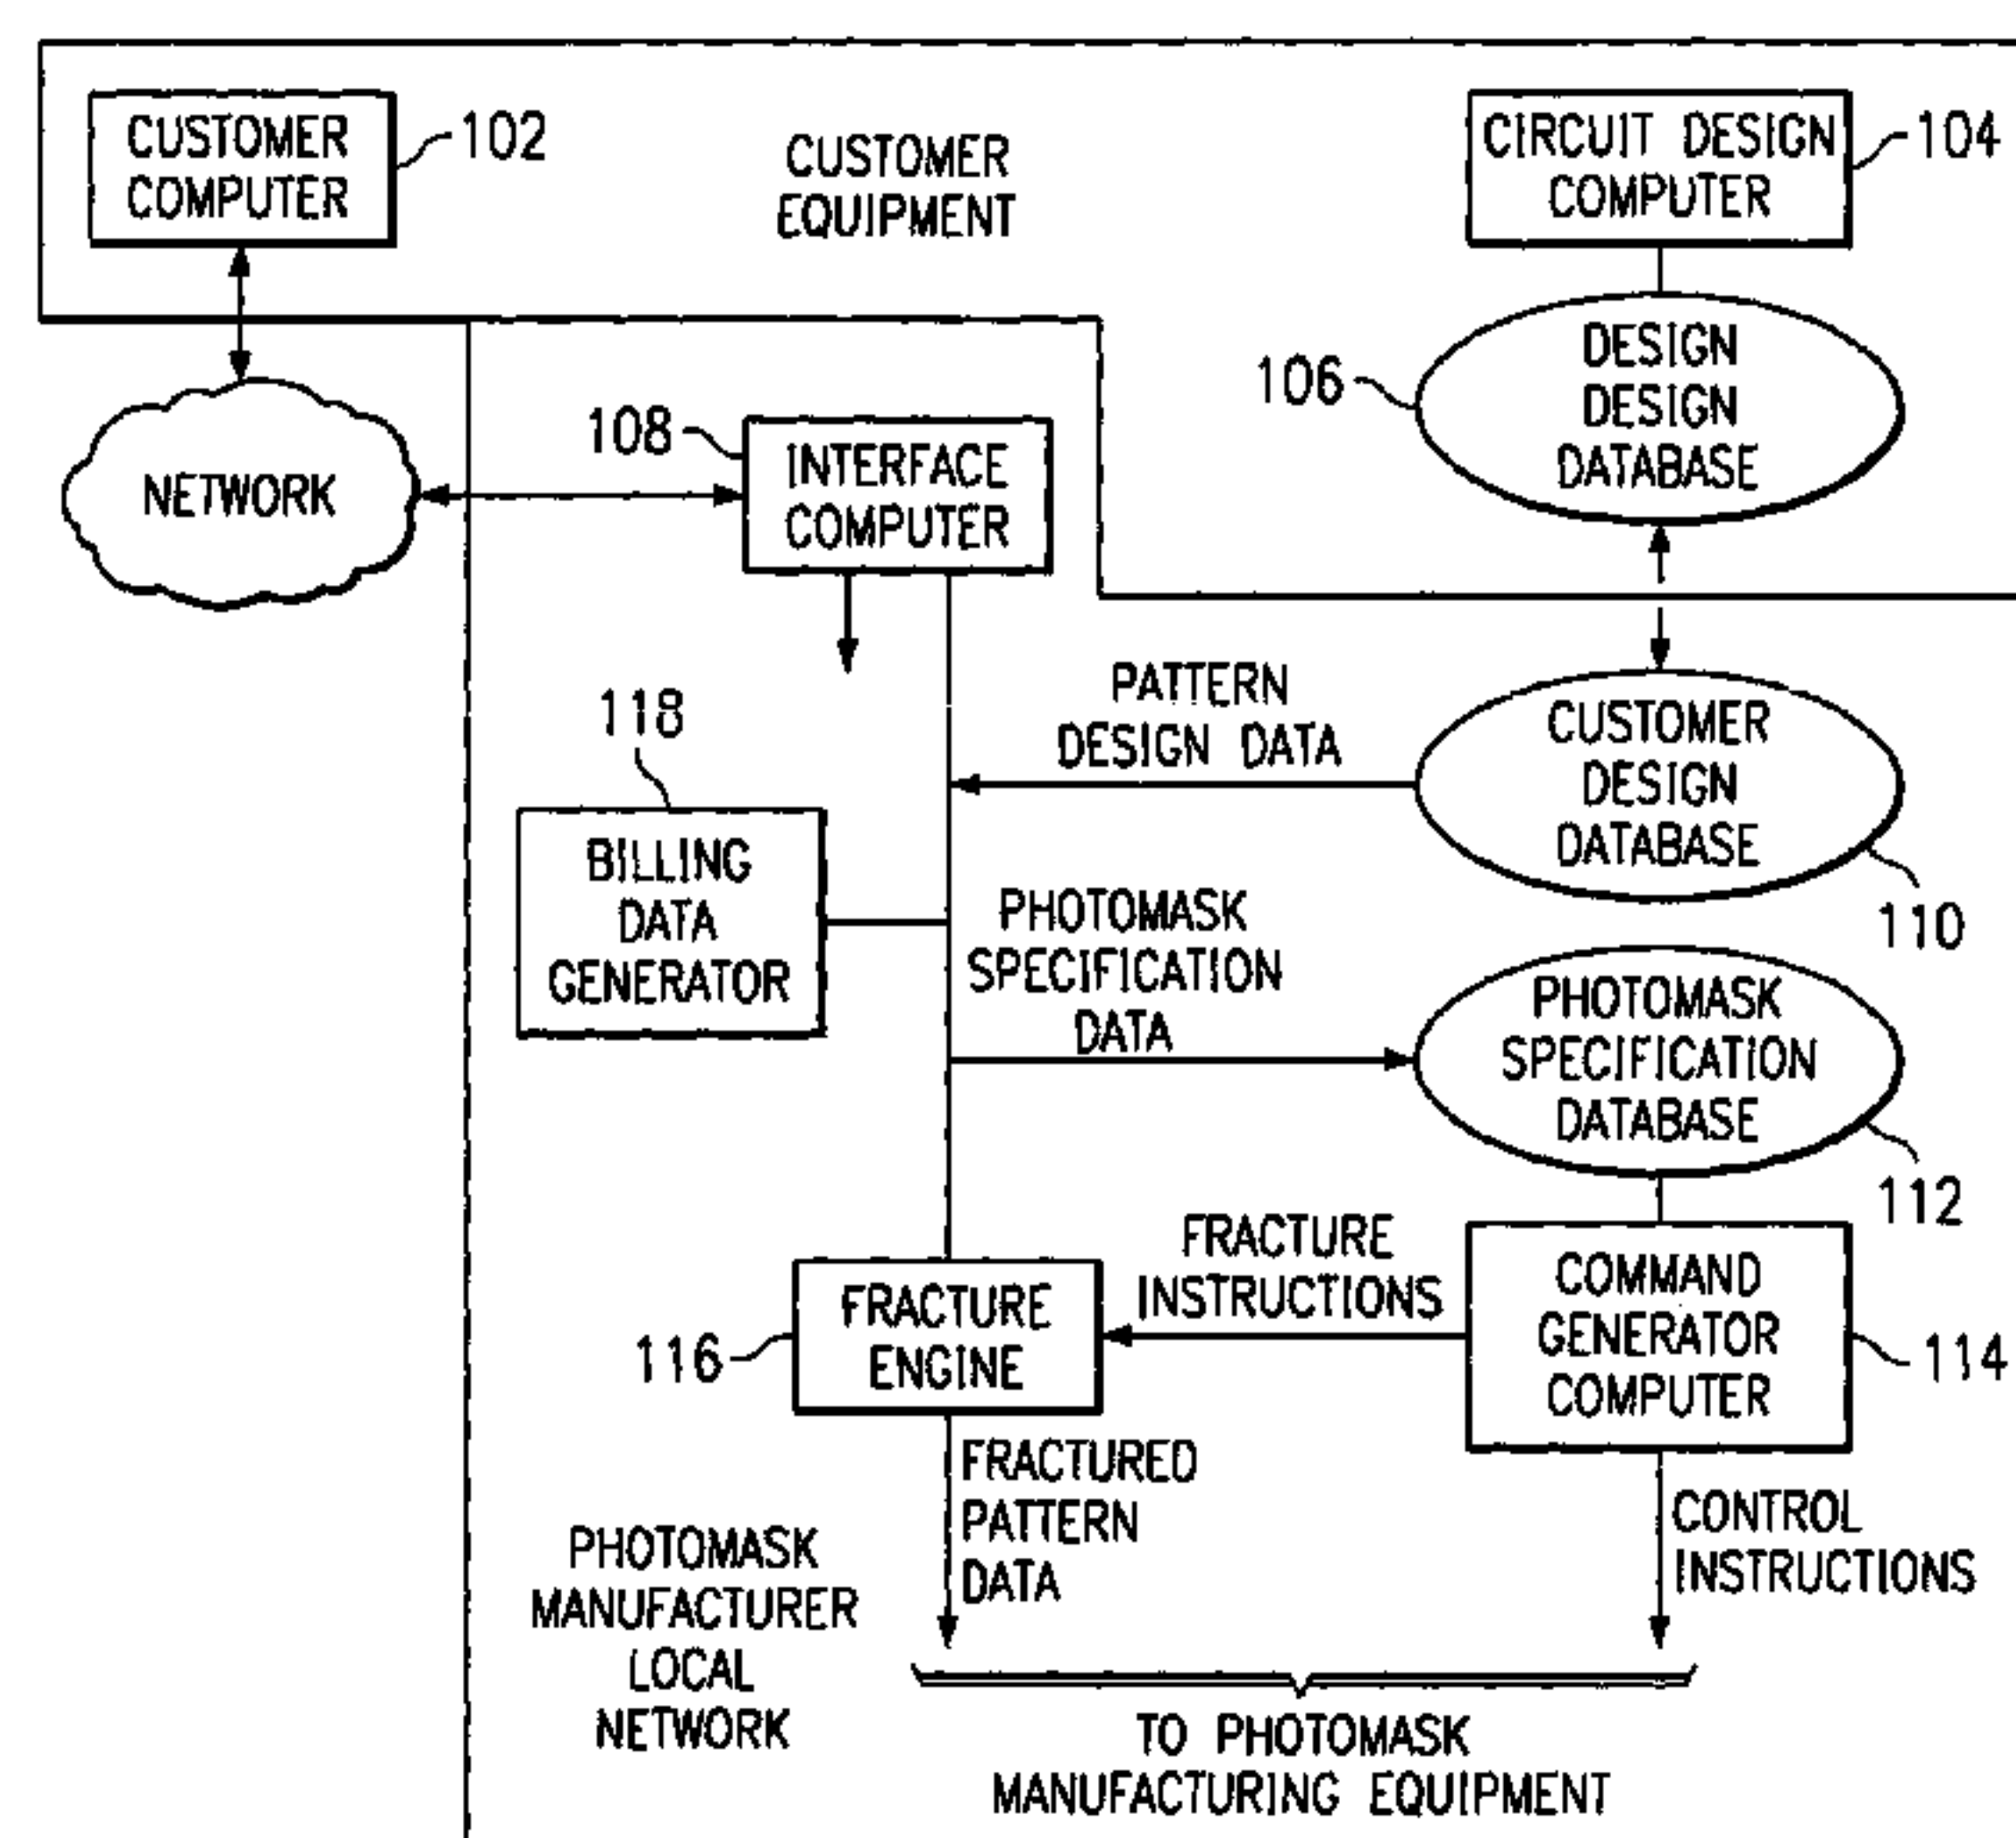 CUSTOMER
COMPUTER
102
CUSTOMER
EQUIPMENT
CIRCUIT DESIGN
COMPUTER
104
106
DESIGN
DESIGN
DATABASE
NETWORK
108
INTERFACE
COMPUTER
PATTERN
DESIGN DATA
CUSTOMER
DESIGN
DATABASE
110
118
BILLING
DATA
GENERATOR
PHOTOMASK
SPECIFICATION
DATA
PHOTOMASK
SPECIFICATION
DATABASE
112
FRACTURE
INSTRUCTIONS
116
FRACTURE
ENGINE
COMMAND
GENERATOR
COMPUTER
114
FRACTURED
PATTERN
DATA
CONTROL
INSTRUCTIONS
PHOTOMASK
MANUFACTURER
LOCAL
NETWORK
TO PHOTOMASK
MANUFACTURING EQUIPMENT